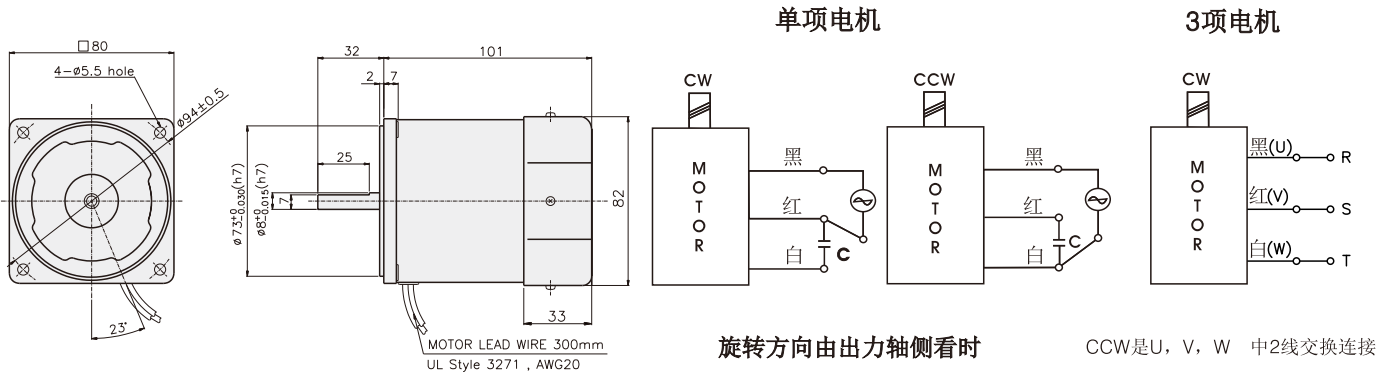 □80
4-ø5.5 hole
ø94±0.5
23°
32
101
2
7
25
7
ø73±0 -0.030(h7)
ø8±0 -0.015(h7)
82
33
MOTOR LEAD WIRE 300mm
UL Style 3271 , AWG20
单项电机
CW
MOTOR
黑
红
白
C
CCW
MOTOR
黑
红
白
C
旋转方向由出力轴侧看时
3项电机
CW
MOTOR
黑(U)
R
红(V)
S
白(W)
T
CCW是U，V，W 中2线交换连接